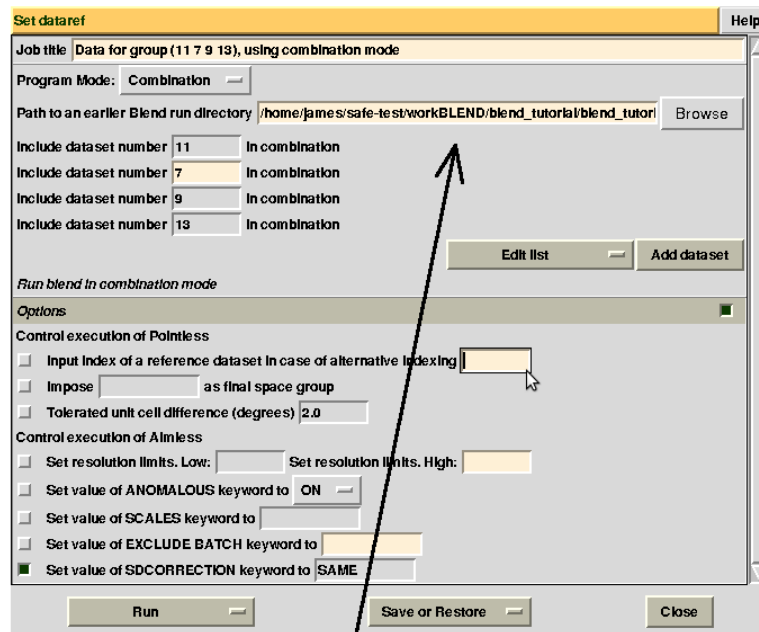 Set dataref Help
Job title Data for group (11 7 9 13), using combination mode
Program Mode: Combination
Path to an earlier Blend run directory /home/james/safe-test/workBLEND/blend_tutorial/blend_tutori Browse
Include dataset number 11 in combination
Include dataset number 7 in combination
Include dataset number 9 in combination
Include dataset number 13 in combination
Edit list Add dataset
Run blend in combination mode
Options
Control execution of Pointless
Input index of a reference dataset in case of alternative indexing
Impose as final space group
Tolerated unit cell difference (degrees) 2.0
Control execution of Aimless
Set resolution limits. Low: Set resolution limits. High:
Set value of ANOMALOUS keyword to ON
Set value of SCALES keyword to
Set value of EXCLUDE BATCH keyword to
Set value of SDCORRECTION keyword to SAME
Run Save or Restore Close